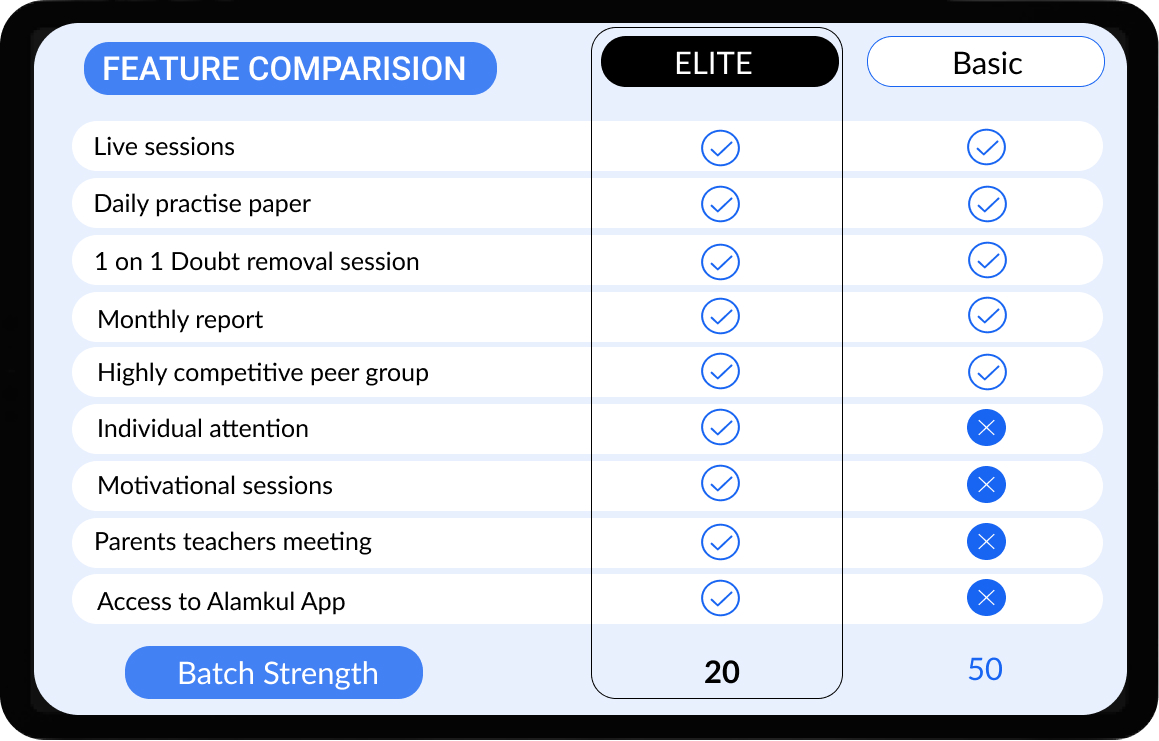 FEATURE COMPARISION ELITE Basic
Live sessions
Daily practise paper
1 on 1 Doubt removal session
Monthly report
Highly competitive peer group
Individual attention
Motivational sessions
Parents teachers meeting
Access to Alamkul App
Batch Strength 20 50